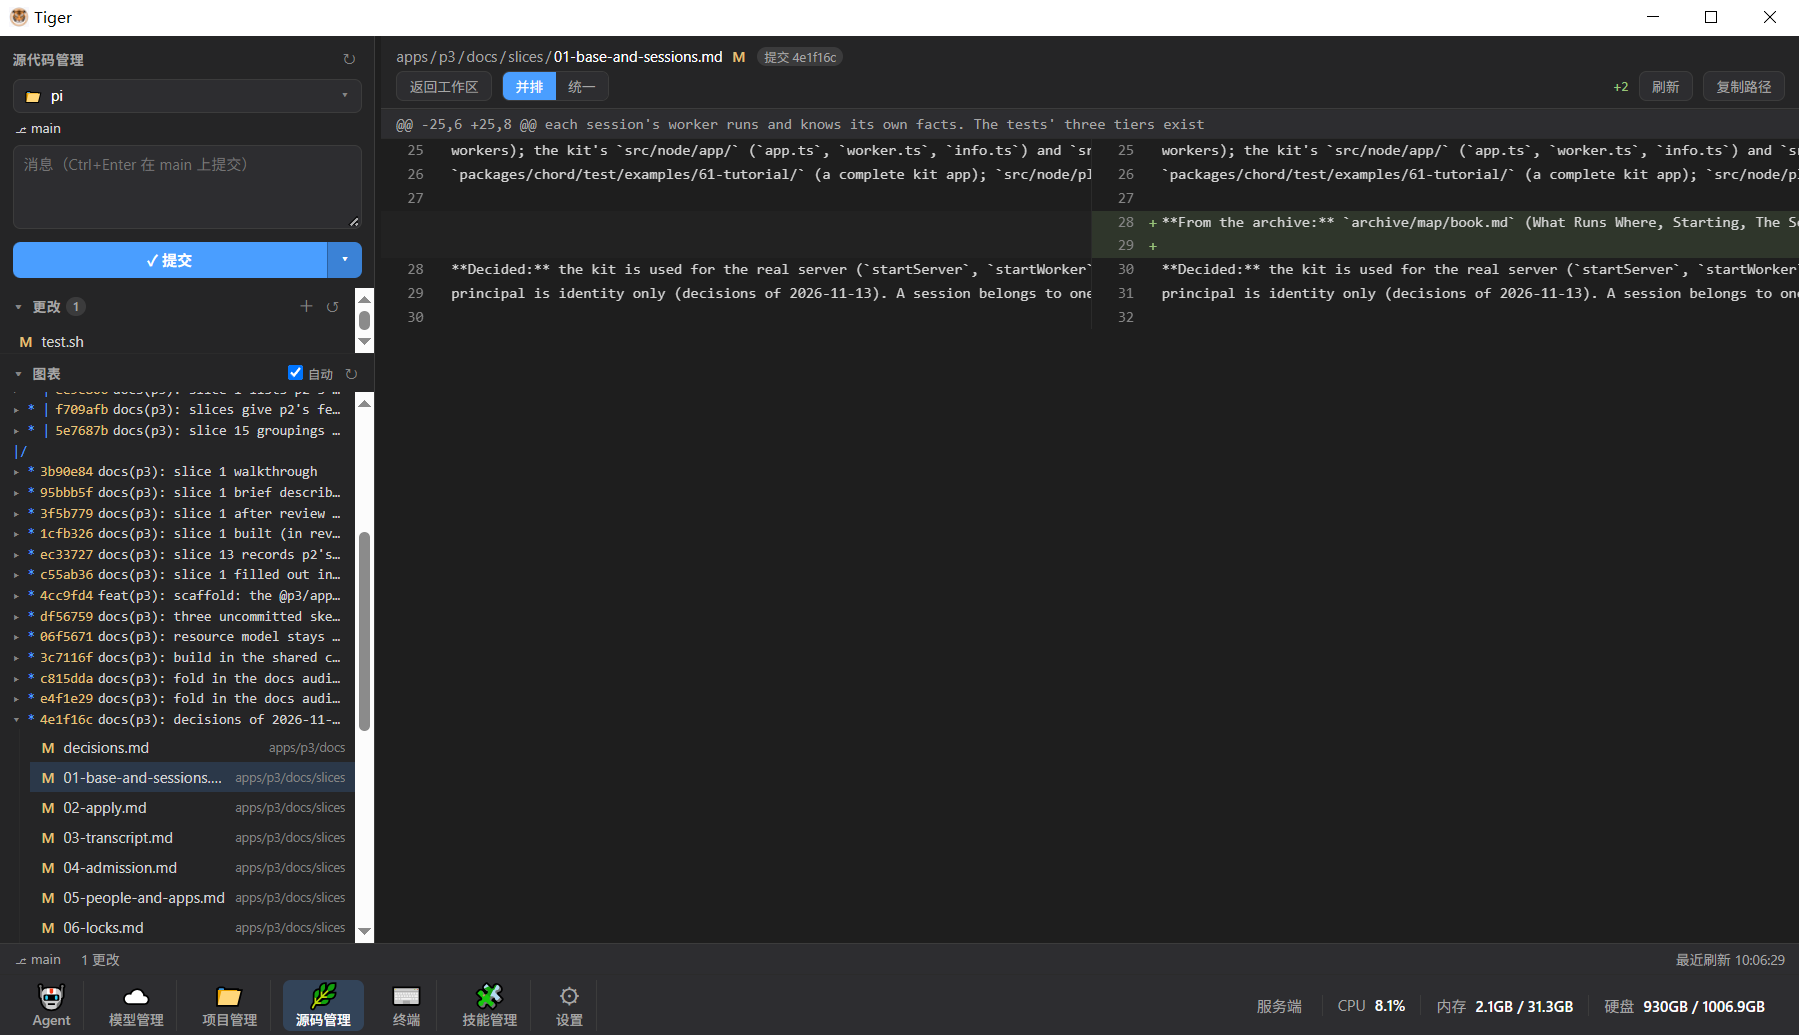 Tiger
源代码管理
pi
main
消息（Ctrl+Enter 在 main 上提交）
✓提交
更改 1
M test.sh
图表
自动
* | f709afb docs(p3): slices give p2's fe…
* | 5e7687b docs(p3): slice 15 groupings …
|/
* 3b90e84 docs(p3): slice 1 walkthrough
* 95bbb5f docs(p3): slice 1 brief describ…
* 3f5b779 docs(p3): slice 1 after review …
* 1cfb326 docs(p3): slice 1 built (in rev…
* ec33727 docs(p3): slice 13 records p2's…
* c55ab36 docs(p3): slice 1 filled out in…
* 4cc9fd4 feat(p3): scaffold: the @p3/app…
* df56759 docs(p3): three uncommitted ske…
* 06f5671 docs(p3): resource model stays …
* 3c7116f docs(p3): build in the shared c…
* c815dda docs(p3): fold in the docs audi…
* e4f1e29 docs(p3): fold in the docs audi…
* 4e1f16c docs(p3): decisions of 2026-11-…
M decisions.md apps/p3/docs
M 01-base-and-sessions.... apps/p3/docs/slices
M 02-apply.md apps/p3/docs/slices
M 03-transcript.md apps/p3/docs/slices
M 04-admission.md apps/p3/docs/slices
M 05-people-and-apps.md apps/p3/docs/slices
M 06-locks.md apps/p3/docs/slices
apps/p3/docs/slices/01-base-and-sessions.md M 提交 4e1f16c
返回工作区 并排 统一 +2 刷新 复制路径
@@ -25,6 +25,8 @@ each session's worker runs and knows its own facts. The tests' three tiers exist
25 workers); the kit's `src/node/app/` (`app.ts`, `worker.ts`, `info.ts`) and `sr
26 `packages/chord/test/examples/61-tutorial/` (a complete kit app); `src/node/pl
27
28 **Decided:** the kit is used for the real server (`startServer`, `startWorker`
29 principal is identity only (decisions of 2026-11-13). A session belongs to one
30
25 workers); the kit's `src/node/app/` (`app.ts`, `worker.ts`, `info.ts`) and `s
26 `packages/chord/test/examples/61-tutorial/` (a complete kit app); `src/node/pl
27
28 + **From the archive:** `archive/map/book.md` (What Runs Where, Starting, The Se
29 +
30 **Decided:** the kit is used for the real server (`startServer`, `startWorker`
31 principal is identity only (decisions of 2026-11-13). A session belongs to one
32
main 1 更改 最近刷新 10:06:29
Agent 模型管理 项目管理 源码管理 终端 技能管理 设置
服务端 CPU 8.1% 内存 2.1GB / 31.3GB 硬盘 930GB / 1006.9GB